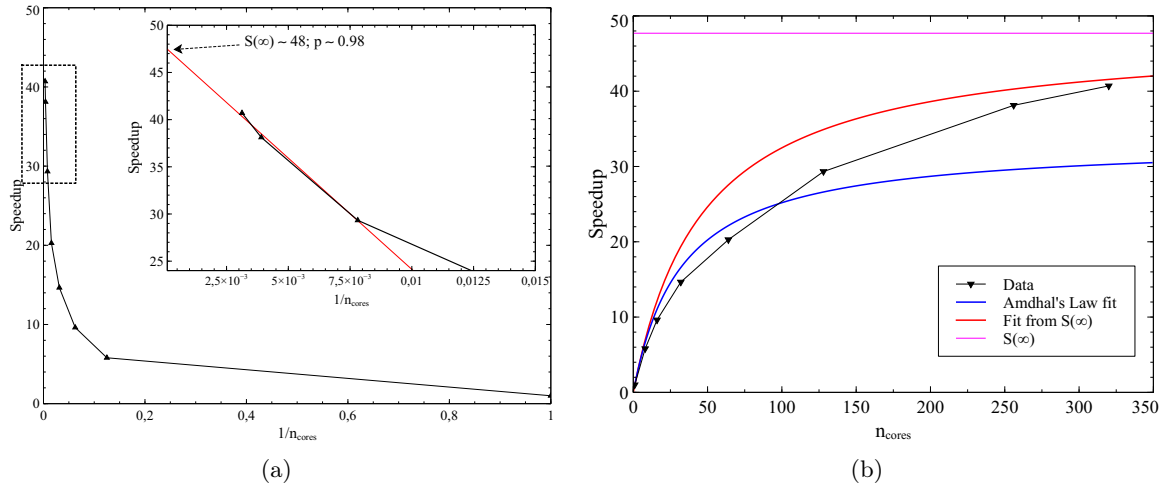 50
40
30
20
10
0
Speedup
0
0,2
0,4
0,6
0,8
1
1/n_cores
50
45
40
35
30
25
Speedup
S(∞) ~ 48; p ~ 0.98
2,5×10⁻³
5×10⁻³
7,5×10⁻³
0,01
0,0125
0,015
1/n_cores
(a)
50
40
30
20
10
0
Speedup
0
50
100
150
200
250
300
350
n_cores
Data
Amdhal's Law fit
Fit from S(∞)
S(∞)
(b)